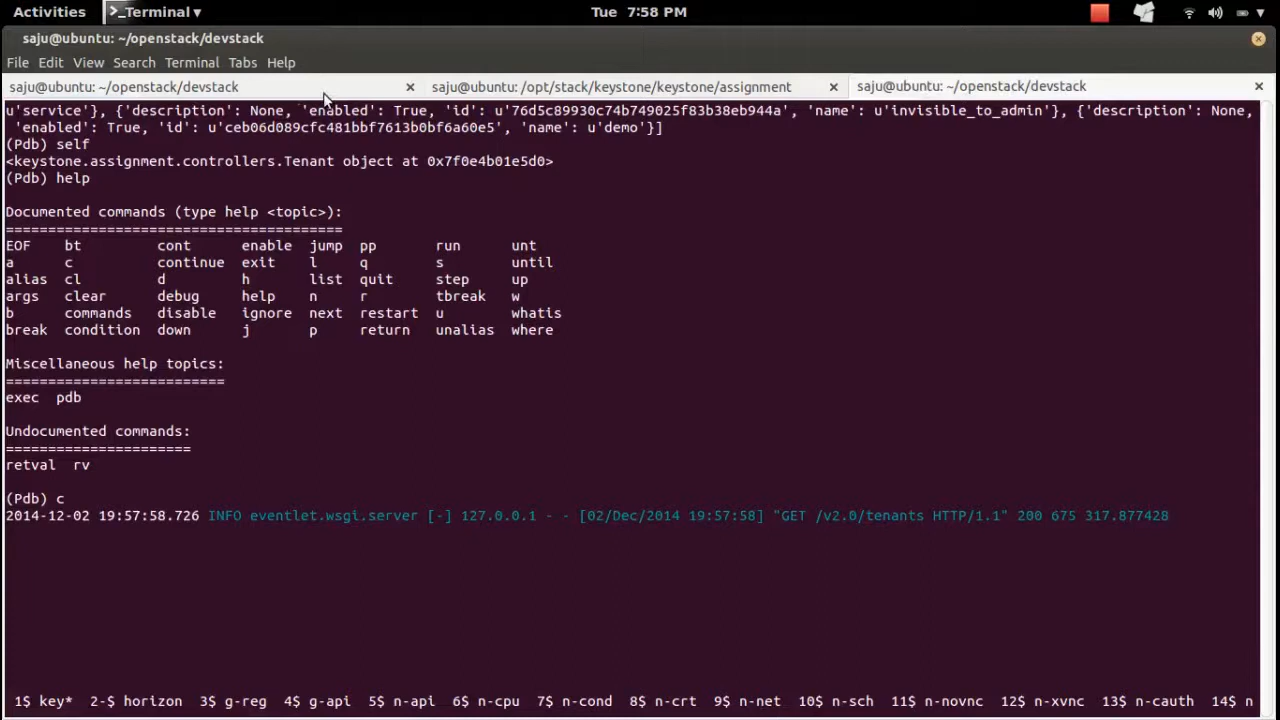 Activities >_Terminal ▾ Tue 7:58 PM
saju@ubuntu: ~/openstack/devstack
File Edit View Search Terminal Tabs Help
saju@ubuntu: ~/openstack/devstack × saju@ubuntu: /opt/stack/keystone/keystone/assignment × saju@ubuntu: ~/openstack/devstack ×
u'service'}, {'description': None, 'enabled': True, 'id': u'76d5c89930c74b749025f83b38eb944a', 'name': u'invisible_to_admin'}, {'description': None,
'enabled': True, 'id': u'ceb06d089cfc481bbf7613b0bf6a60e5', 'name': u'demo'}]
(Pdb) self
<keystone.assignment.controllers.Tenant object at 0x7f0e4b01e5d0>
(Pdb) help
Documented commands (type help <topic>):
========================================
EOF bt cont enable jump pp run unt
a c continue exit l q s until
alias cl d h list quit step up
args clear debug help n r tbreak w
b commands disable ignore next restart u whatis
break condition down j p return unalias where
Miscellaneous help topics:
==========================
exec pdb
Undocumented commands:
======================
retval rv
(Pdb) c
2014-12-02 19:57:58.726 INFO eventlet.wsgi.server [-] 127.0.0.1 - - [02/Dec/2014 19:57:58] "GET /v2.0/tenants HTTP/1.1" 200 675 317.877428
1$ key* 2-$ horizon 3$ g-reg 4$ g-api 5$ n-api 6$ n-cpu 7$ n-cond 8$ n-crt 9$ n-net 10$ n-sch 11$ n-novnc 12$ n-xvnc 13$ n-cauth 14$ n